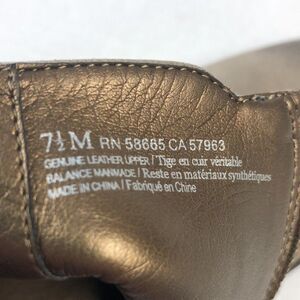 7½ M RN 58665 CA 57963
GENUINE LEATHER UPPER / Tige en cuir véritable
BALANCE MANMADE / Reste en matériaux synthétiques
MADE IN CHINA / Fabriqué en Chine